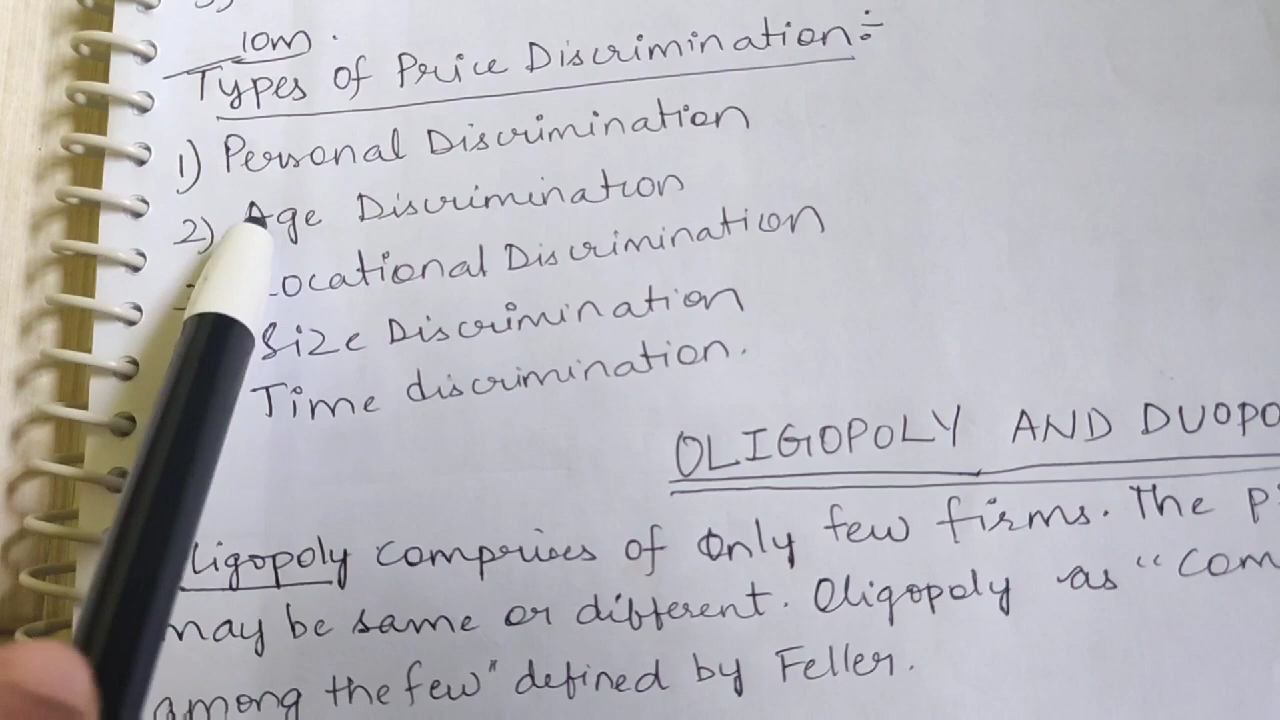 10m.
Types of Price Discrimination:-
1) Personal Discrimination
2) Age Discrimination
Locational Discrimination
Size Discrimination
Time discrimination.
OLIGOPOLY AND DUOPO
ligopoly comprises of Only few firms. The
may be same or different. Oligopoly as "com
among the few" defined by Feller.